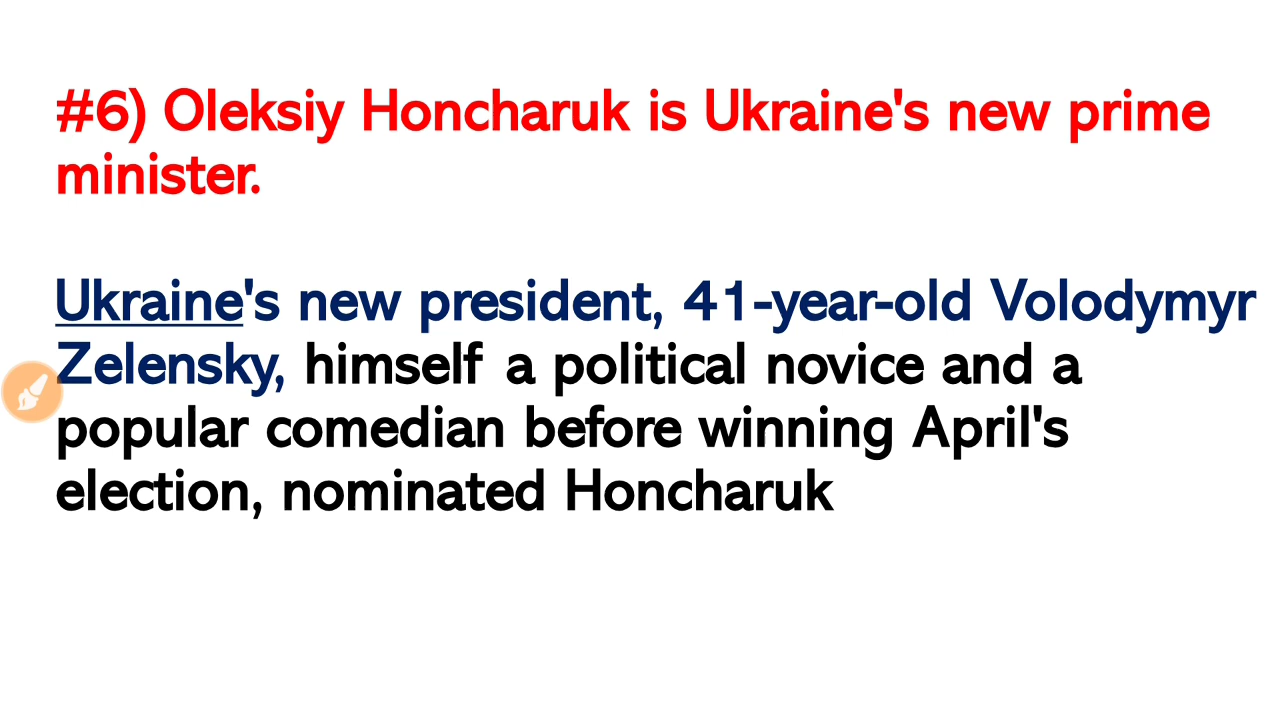 #6) Oleksiy Honcharuk is Ukraine's new prime
minister.
Ukraine's new president, 41-year-old Volodymyr
Zelensky, himself a political novice and a
popular comedian before winning April's
election, nominated Honcharuk